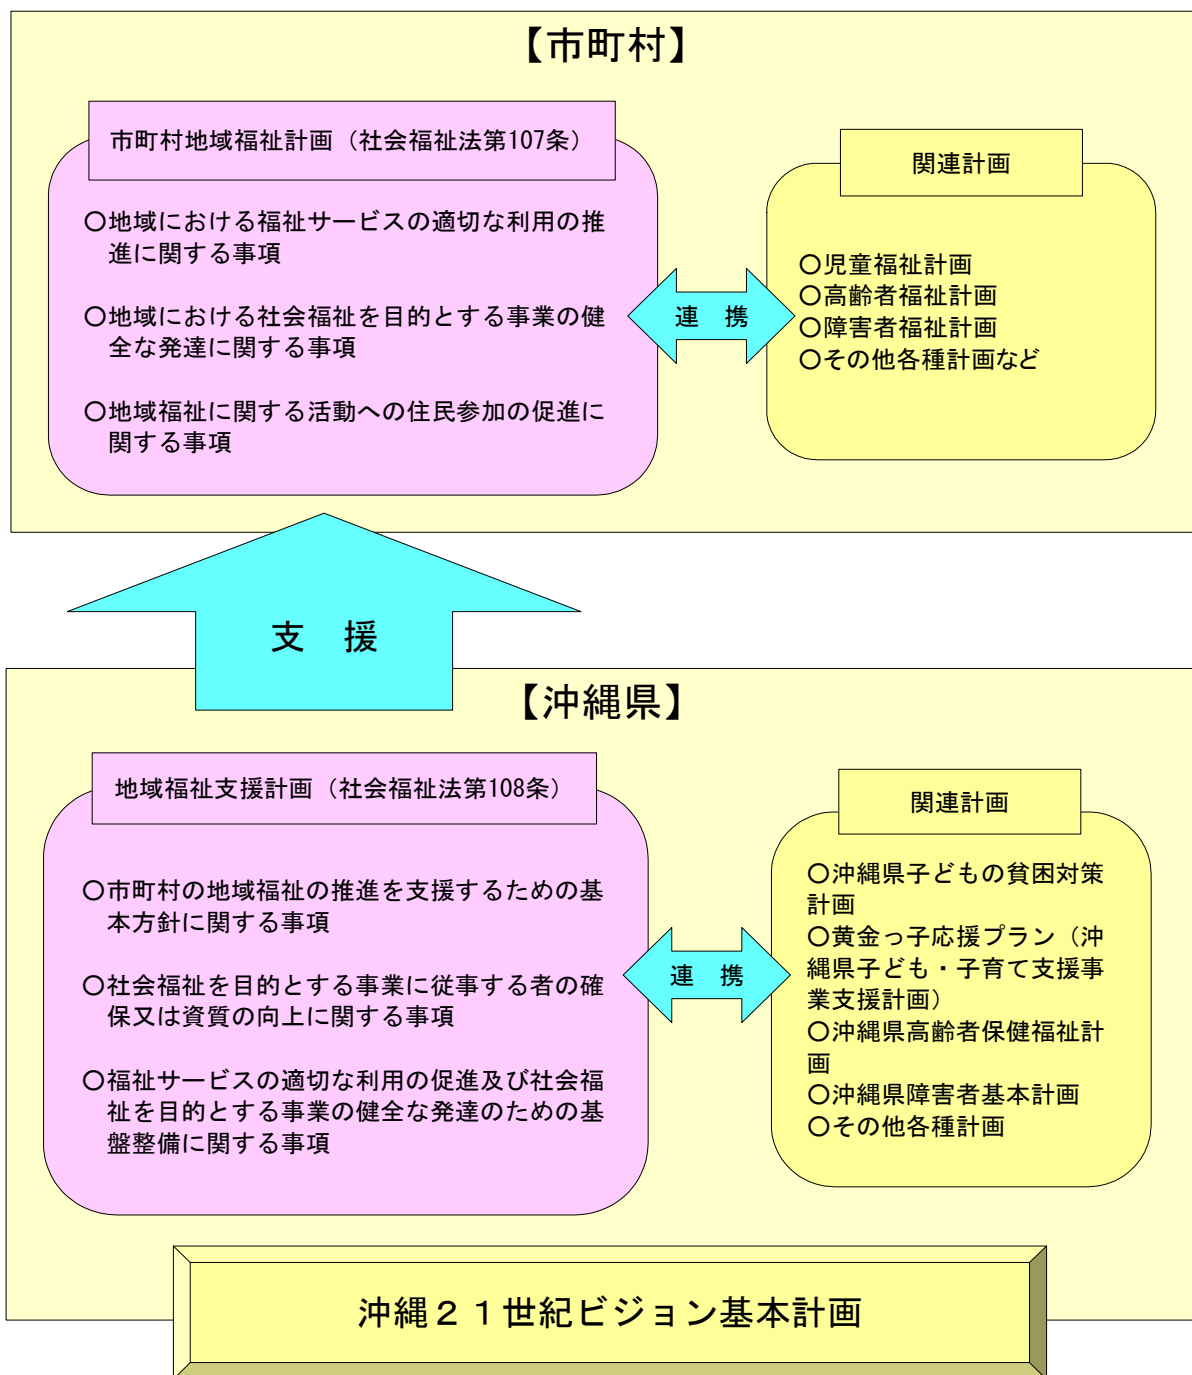 【市町村】
市町村地域福祉計画（社会福祉法第107条）
〇地域における福祉サービスの適切な利用の推
進に関する事項
〇地域における社会福祉を目的とする事業の健
全な発達に関する事項
〇地域福祉に関する活動への住民参加の促進に
関する事項
連　携
関連計画
〇児童福祉計画
〇高齢者福祉計画
〇障害者福祉計画
〇その他各種計画など
支　援
【沖縄県】
地域福祉支援計画（社会福祉法第108条）
〇市町村の地域福祉の推進を支援するための基
本方針に関する事項
〇社会福祉を目的とする事業に従事する者の確
保又は資質の向上に関する事項
〇福祉サービスの適切な利用の促進及び社会福
祉を目的とする事業の健全な発達のための基
盤整備に関する事項
連　携
関連計画
〇沖縄県子どもの貧困対策
計画
〇黄金っ子応援プラン（沖
縄県子ども・子育て支援事
業支援計画）
〇沖縄県高齢者保健福祉計
画
〇沖縄県障害者基本計画
〇その他各種計画
沖縄２１世紀ビジョン基本計画